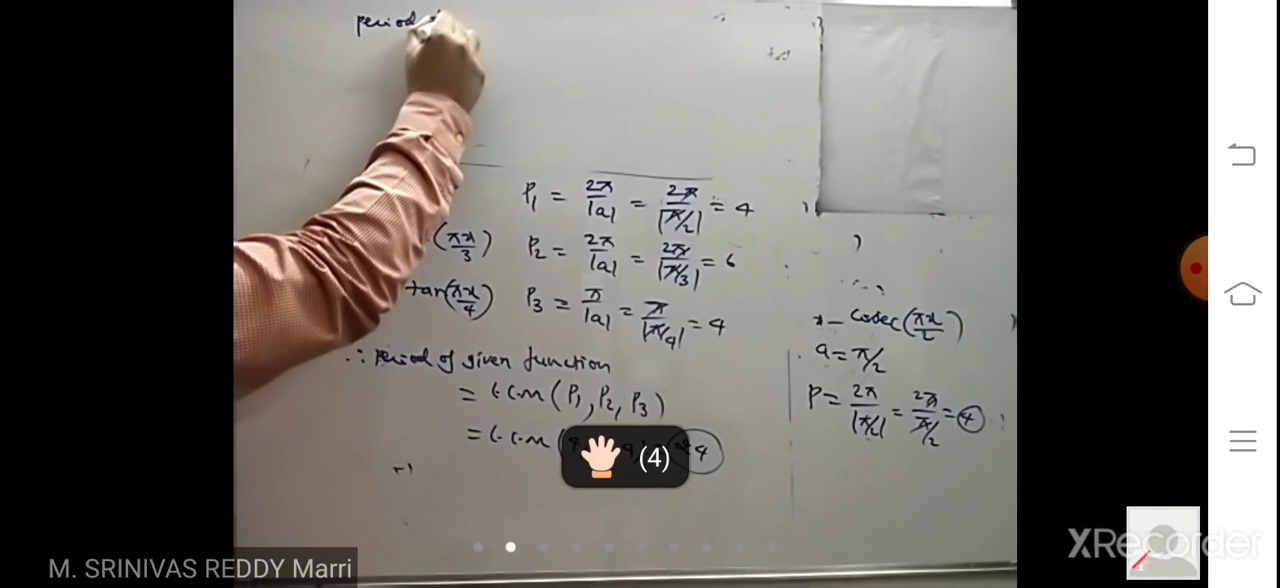 period
P₁ = 2π/|a| = 2π/|π/2| = 4
(πx/3) P₂ = 2π/|a| = 2π/|π/3| = 6
tan(πx/4) P₃ = π/|a| = π/|π/4| = 4
∴ period of given function
= L.C.M (P₁, P₂, P₃)
= L.C.M (
4
Cosec(πx/2)
a = π/2
P = 2π/|π/2| = 2π/π/2 = 4
(4)
M. SRINIVAS REDDY Marri
XRecorder